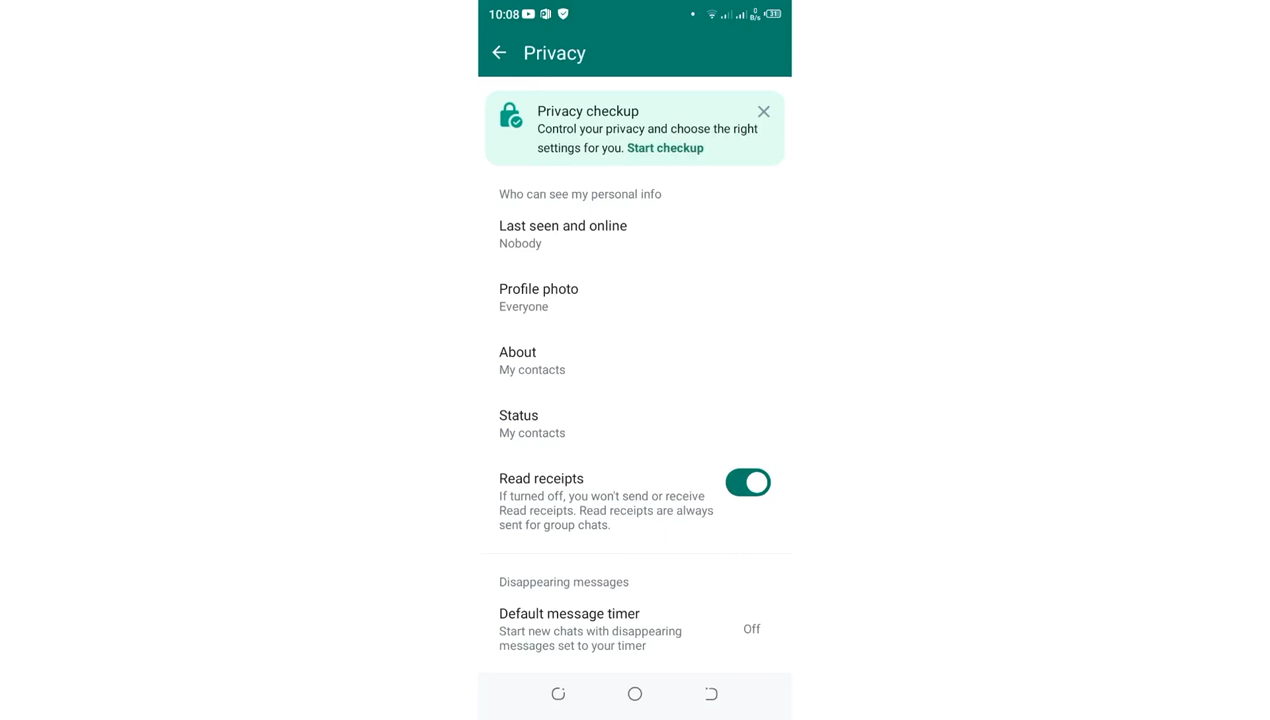 10:08
0
B/s
31
Privacy
Privacy checkup
Control your privacy and choose the right
settings for you. Start checkup
Who can see my personal info
Last seen and online
Nobody
Profile photo
Everyone
About
My contacts
Status
My contacts
Read receipts
If turned off, you won't send or receive
Read receipts. Read receipts are always
sent for group chats.
Disappearing messages
Default message timer
Start new chats with disappearing
messages set to your timer
Off